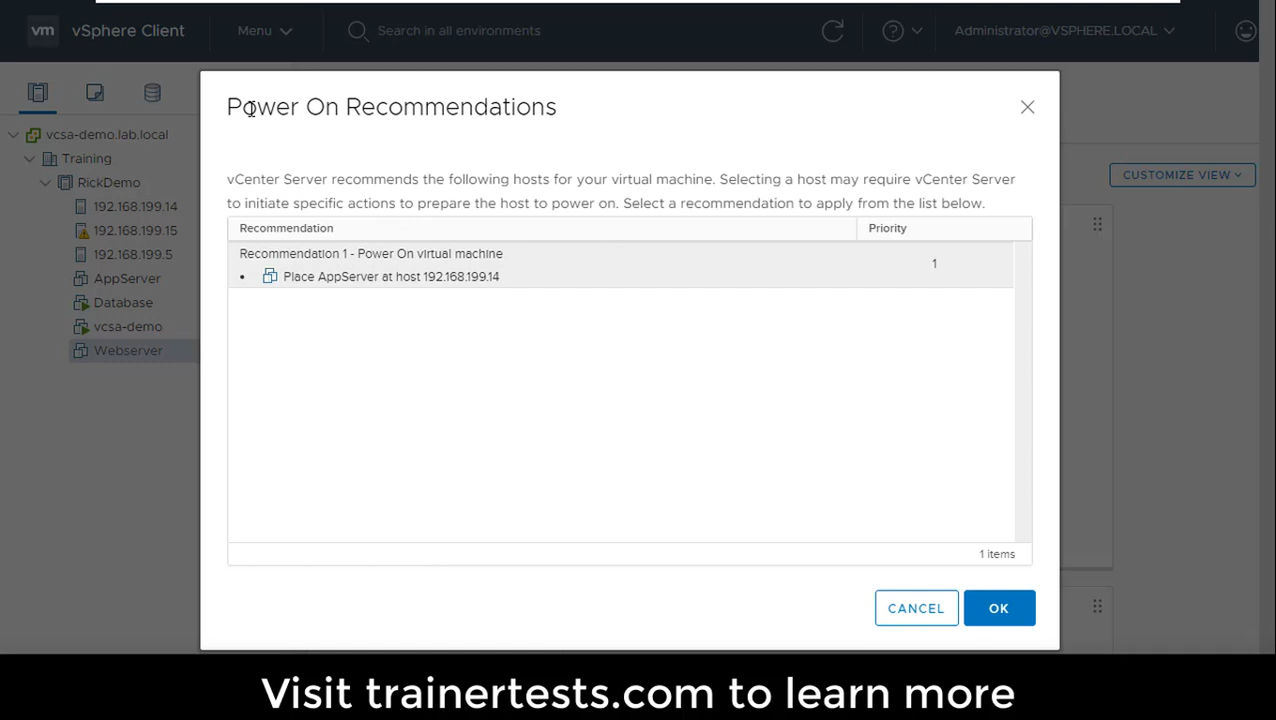 vm vSphere Client Menu Search in all environments Administrator@VSPHERE.LOCAL
Power On Recommendations
vcsa-demo.lab.local
Training
RickDemo
192.168.199.14
192.168.199.15
192.168.199.5
AppServer
Database
vcsa-demo
Webserver
CUSTOMIZE VIEW
vCenter Server recommends the following hosts for your virtual machine. Selecting a host may require vCenter Server
to initiate specific actions to prepare the host to power on. Select a recommendation to apply from the list below.
Recommendation Priority
Recommendation 1 - Power On virtual machine
1
• Place AppServer at host 192.168.199.14
1 items
CANCEL OK
Visit trainertests.com to learn more